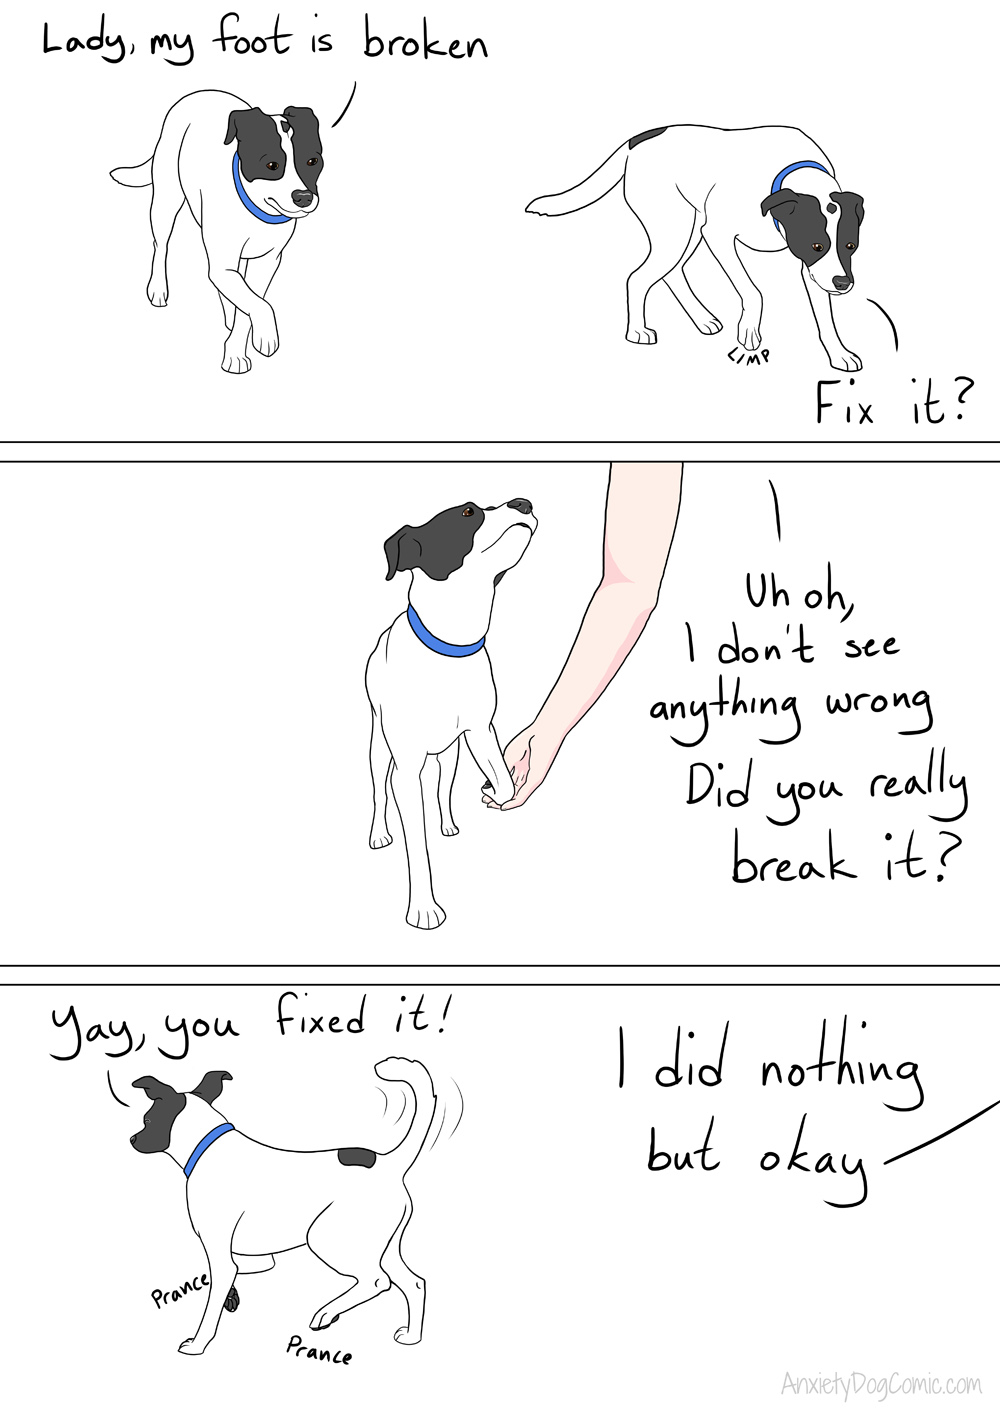 Lady, my foot is broken
LIMP
Fix it?
Uh oh,
I don't see
anything wrong
Did you really
break it?
Yay, you fixed it!
I did nothing
but okay
Prance
Prance
AnxietyDogComic.com